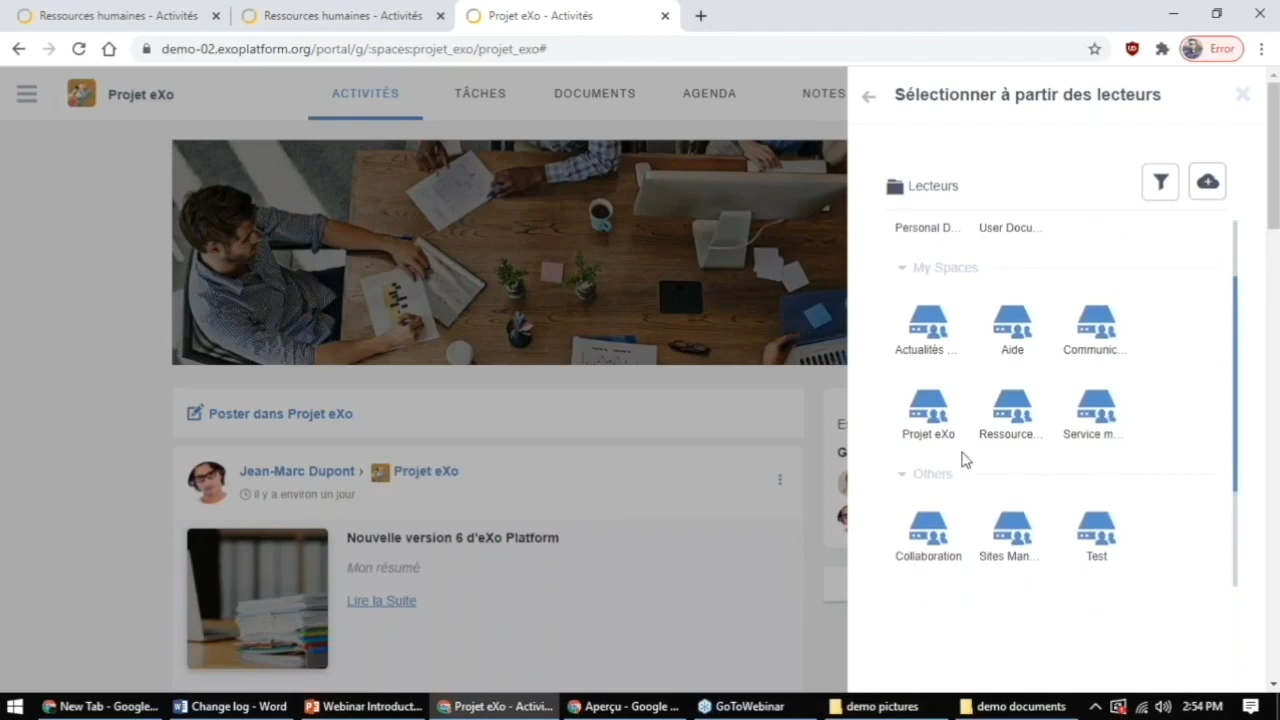 Ressources humaines - Activités
Ressources humaines - Activités
Projet eXo - Activités
demo-02.exoplatform.org/portal/g/:spaces:projet_exo/projet_exo#
Error
Projet eXo
ACTIVITÉS
TÂCHES
DOCUMENTS
AGENDA
NOTES
Sélectionner à partir des lecteurs
Lecteurs
Personal D...
User Docu...
My Spaces
Actualités ...
Aide
Communic...
Projet eXo
Ressource...
Service m...
Others
Collaboration
Sites Man...
Test
Poster dans Projet eXo
Jean-Marc Dupont › Projet eXo
il y a environ un jour
Nouvelle version 6 d'eXo Platform
Mon résumé
Lire la Suite
New Tab - Google...
Change log - Word
Webinar Introduct...
Projet eXo - Activi...
Aperçu - Google ...
GoToWebinar
demo pictures
demo documents
2:54 PM